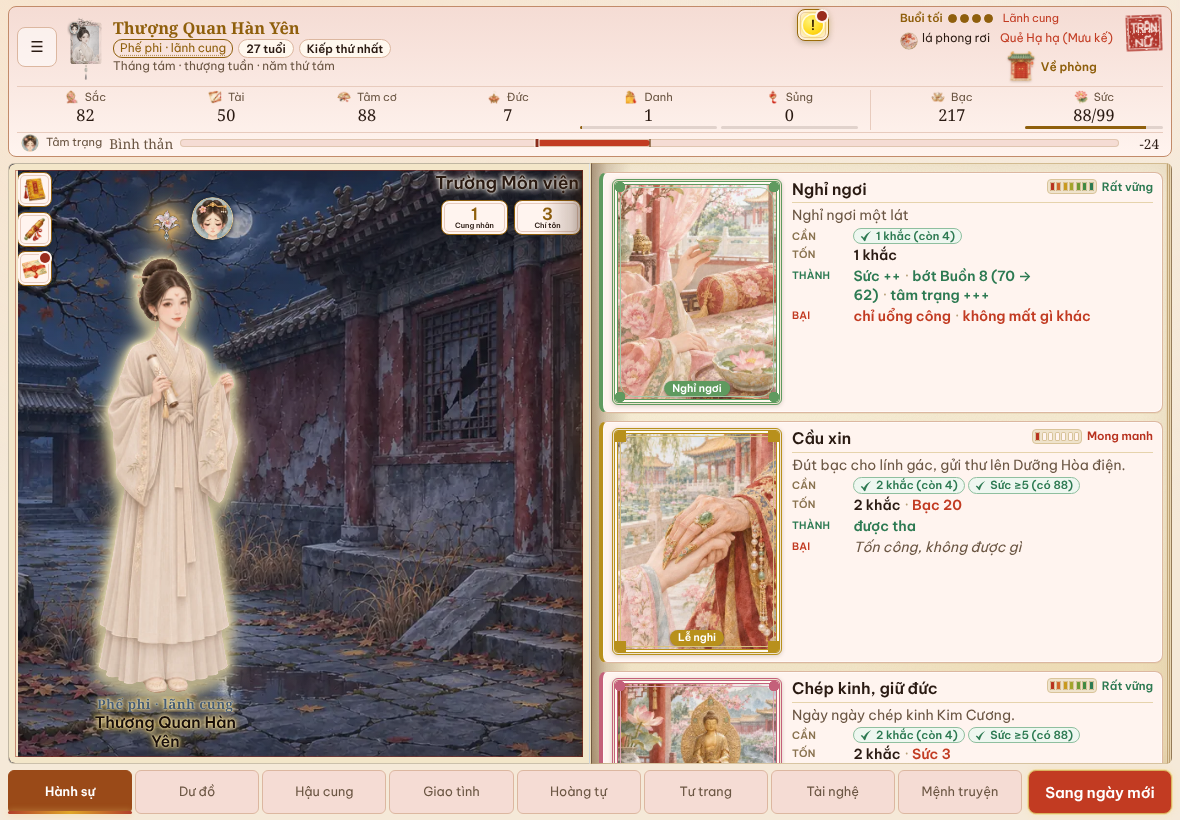 ☰
Thượng Quan Hàn Yên
Phế phi · lãnh cung
27 tuổi
Kiếp thứ nhất
Tháng tám · thượng tuần · năm thứ tám
!
Buổi tối
Lãnh cung
lá phong rơi
Quẻ Hạ hạ (Mưu kế)
Về phòng
Sắc
82
Tài
50
Tâm cơ
88
Đức
7
Danh
1
Sủng
0
Bạc
217
Sức
88/99
Tâm trạng
Bình thản
-24
Trường Môn viện
1
Cung nhân
3
Chí tôn
Phế phi - lãnh cung
Thượng Quan Hàn
Yên
Nghỉ ngơi
Nghỉ ngơi
Rất vững
Nghỉ ngơi một lát
CẦN
✓ 1 khắc (còn 4)
TỐN
1 khắc
THÀNH
Sức ++ · bớt Buồn 8 (70 →
62) · tâm trạng +++
BẠI
chỉ uổng công · không mất gì khác
Lễ nghi
Cầu xin
Mong manh
Đút bạc cho lính gác, gửi thư lên Dưỡng Hòa điện.
CẦN
✓ 2 khắc (còn 4)
✓ Sức ≥5 (có 88)
TỐN
2 khắc · Bạc 20
THÀNH
được tha
BẠI
Tốn công, không được gì
Chép kinh, giữ đức
Rất vững
Ngày ngày chép kinh Kim Cương.
CẦN
✓ 2 khắc (còn 4)
✓ Sức ≥5 (có 88)
TỐN
2 khắc · Sức 3
Hành sự
Dư đồ
Hậu cung
Giao tình
Hoàng tự
Tư trang
Tài nghệ
Mệnh truyện
Sang ngày mới